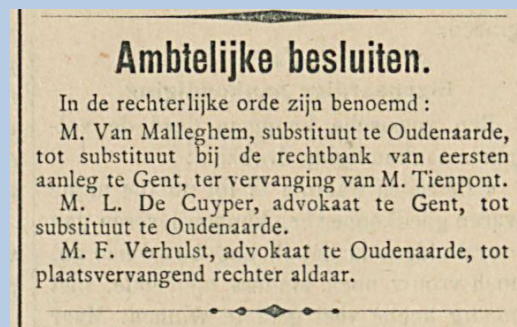 Ambtelijke besluiten.
In de rechterlijke orde zijn benoemd :
M. Van Malleghem, substituut te Oudenaarde,
tot substituut bij de rechtbank van eersten
aanleg te Gent, ter vervanging van M. Tienpont.
M. L. De Cuyper, advokaat te Gent, tot
substituut te Oudenaarde.
M. F. Verhulst, advokaat te Oudenaarde, tot
plaatsvervangend rechter aldaar.